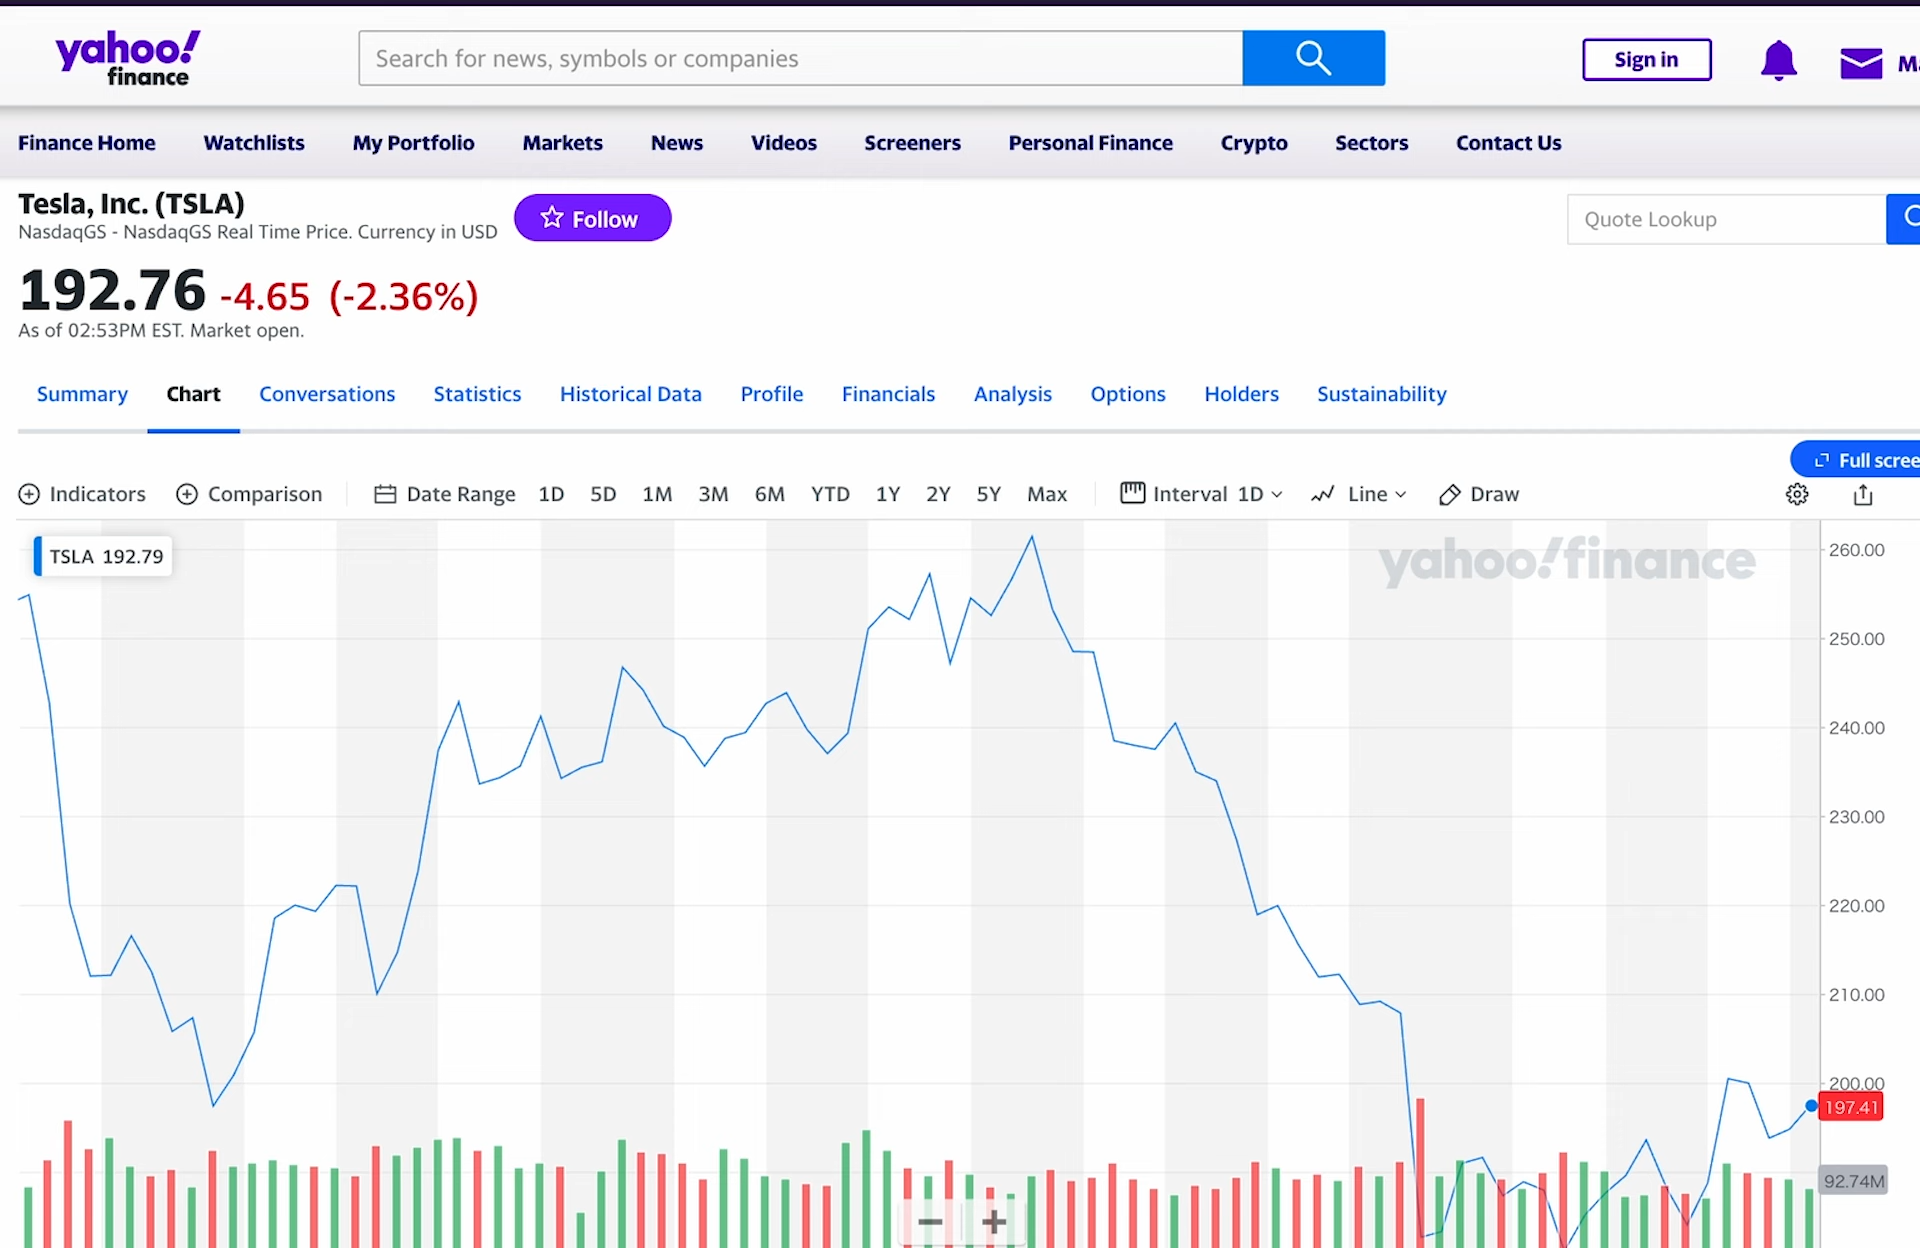 yahoo!
finance
Search for news, symbols or companies
Sign in
Finance Home Watchlists My Portfolio Markets News Videos Screeners Personal Finance Crypto Sectors Contact Us
Tesla, Inc. (TSLA)
NasdaqGS - NasdaqGS Real Time Price. Currency in USD
Follow
Quote Lookup
192.76 -4.65 (-2.36%)
As of 02:53PM EST. Market open.
Summary Chart Conversations Statistics Historical Data Profile Financials Analysis Options Holders Sustainability
Full scree
Indicators Comparison Date Range 1D 5D 1M 3M 6M YTD 1Y 2Y 5Y Max Interval 1D Line Draw
TSLA 192.79
yahoo!finance
260.00
250.00
240.00
230.00
220.00
210.00
200.00
197.41
92.74M